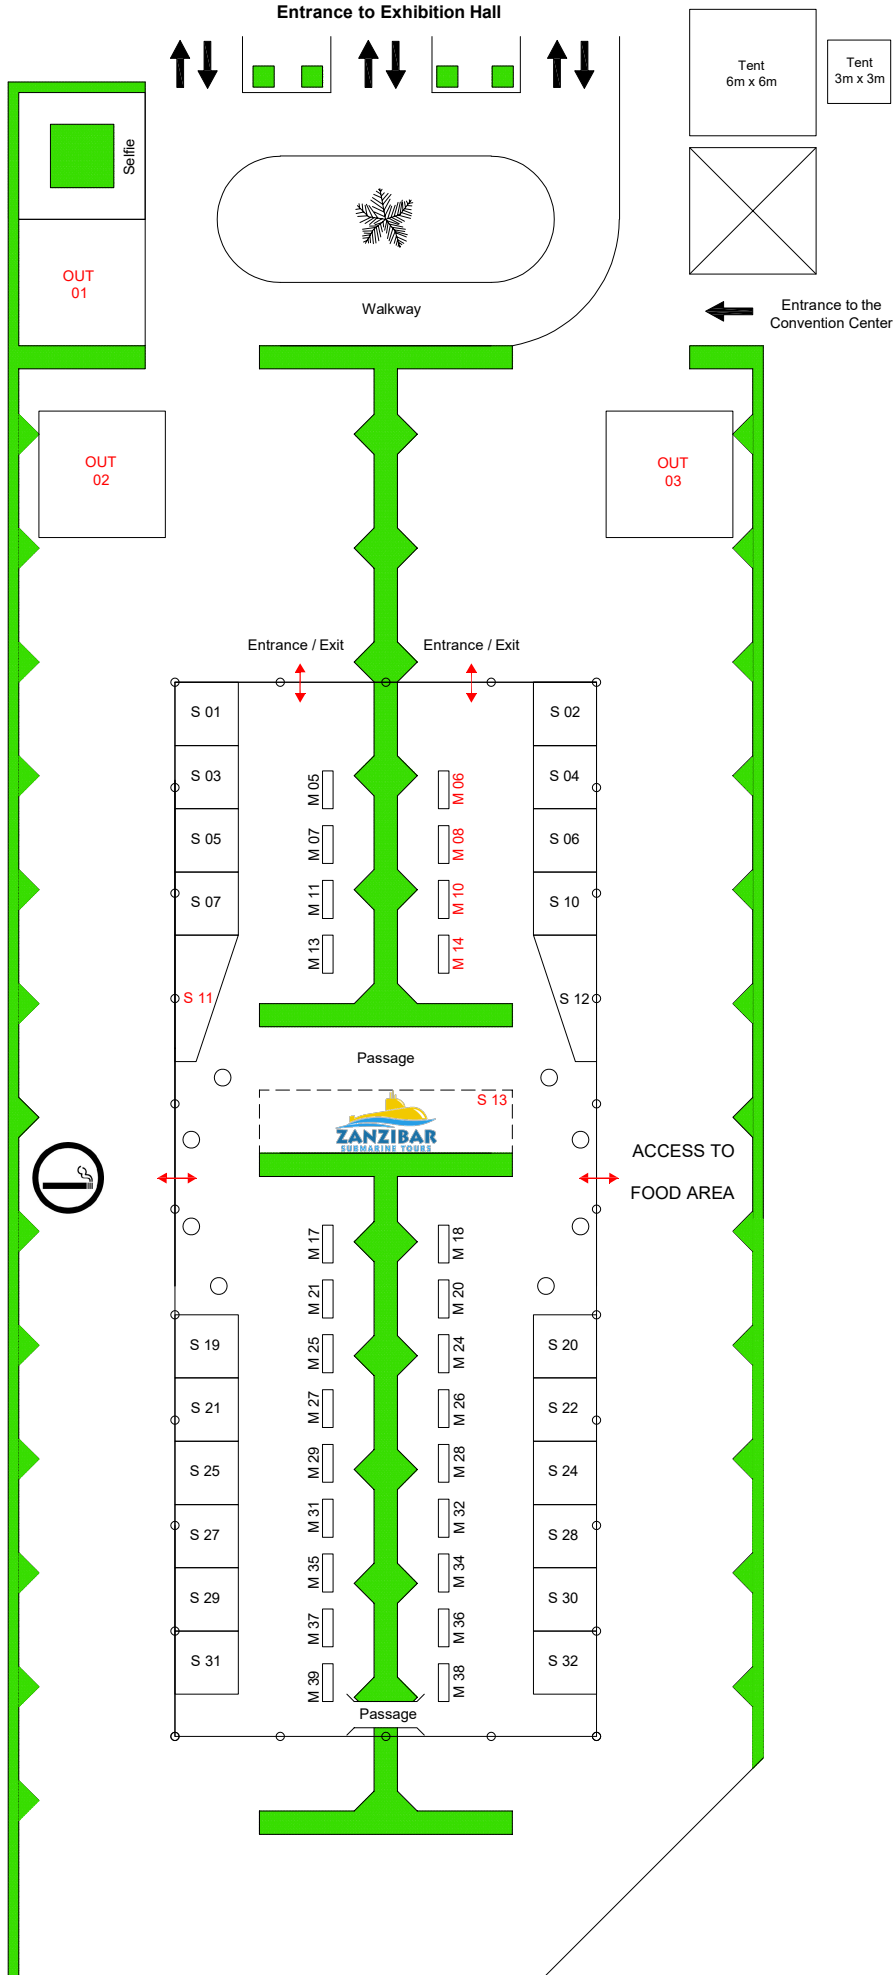 Entrance to Exhibition Hall
Tent
6m x 6m
Tent
3m x 3m
Selfie
OUT
01
Walkway
Entrance to the
Convention Center
OUT
02
OUT
03
Entrance / Exit
Entrance / Exit
S 01
S 02
S 03
M 05
M 06
S 04
S 05
M 07
M 08
S 06
S 07
M 11
M 10
S 10
M 13
M 14
S 11
S 12
Passage
S 13
ZANZIBAR
SUBMARINE TOURS
ACCESS TO
FOOD AREA
M 17
M 18
M 21
M 20
S 19
M 25
M 24
S 20
S 21
M 27
M 26
S 22
S 25
M 29
M 28
S 24
S 27
M 31
M 32
S 28
S 29
M 35
M 34
S 30
S 31
M 37
M 36
S 32
M 39
M 38
Passage